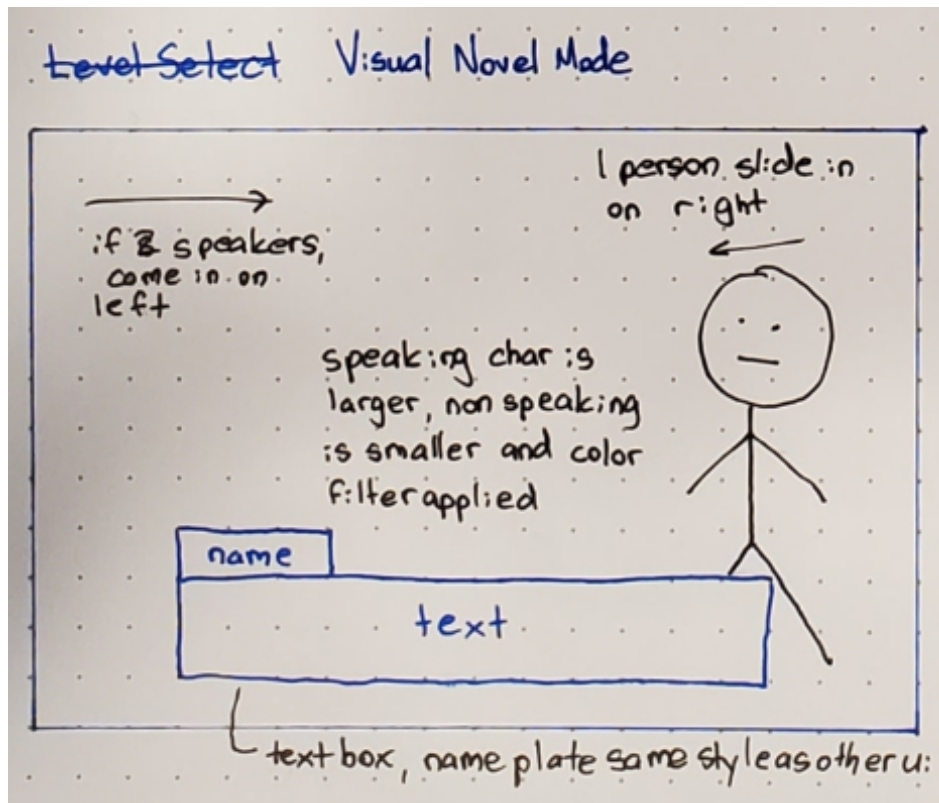 Level Select Visual Novel Mode
1 person slide in
on right
if 2 speakers,
come in on
left
speaking char is
larger, non speaking
is smaller and color
filter applied
name
text
text box, name plate same style as other ui